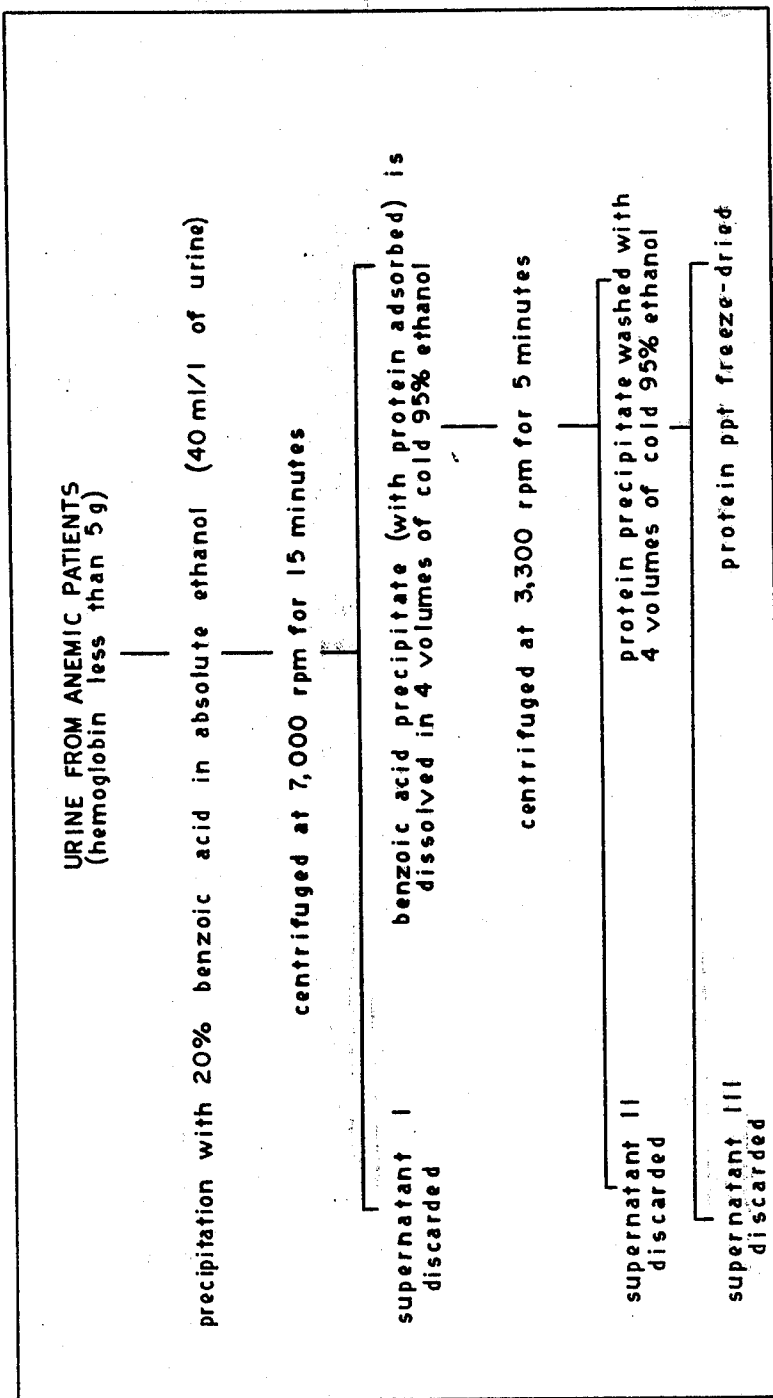 URINE FROM ANEMIC PATIENTS
(hemoglobin less than 5 g)
precipitation with 20% benzoic acid in absolute ethanol (40 ml/l of urine)
centrifuged at 7,000 rpm for 15 minutes
supernatant I
discarded
benzoic acid precipitate (with protein adsorbed) is
dissolved in 4 volumes of cold 95% ethanol
centrifuged at 3,300 rpm for 5 minutes
supernatant II
discarded
protein precipitate washed with
4 volumes of cold 95% ethanol
supernatant III
discarded
protein ppt freeze-dried